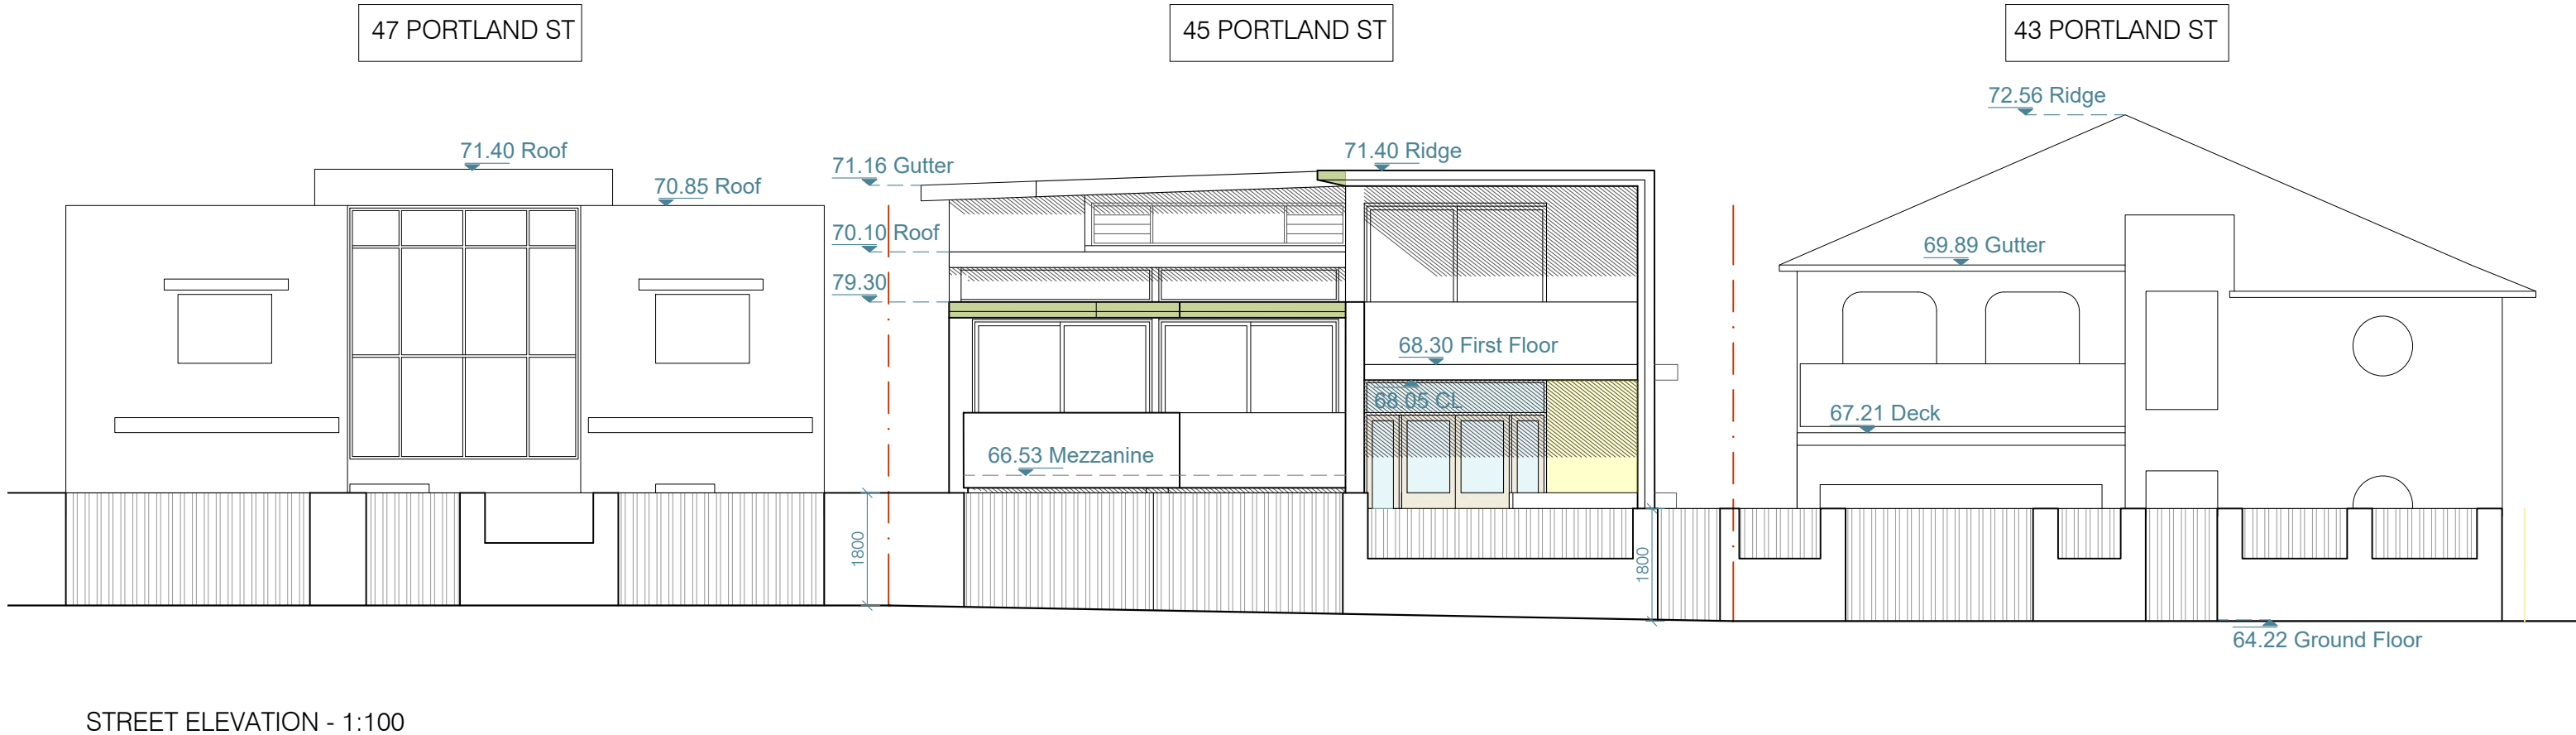 47 PORTLAND ST
45 PORTLAND ST
43 PORTLAND ST
72.56 Ridge
71.40 Roof
71.16 Gutter
71.40 Ridge
70.85 Roof
70.10 Roof
69.89 Gutter
79.30
68.30 First Floor
68.05 CL
67.21 Deck
66.53 Mezzanine
1800
1800
64.22 Ground Floor
STREET ELEVATION - 1:100